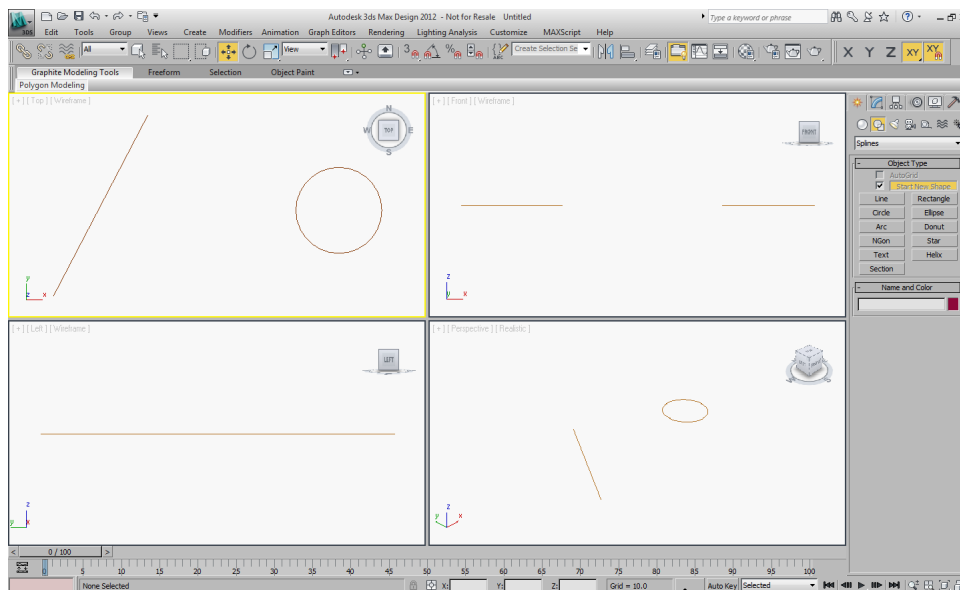 Autodesk 3ds Max Design 2012 - Not for Resale Untitled
Type a keyword or phrase
3DS
Edit Tools Group Views Create Modifiers Animation Graph Editors Rendering Lighting Analysis Customize MAXScript Help
All View 3 Create Selection Se X Y Z XY XY
Graphite Modeling Tools Freeform Selection Object Paint
Polygon Modeling
[ + ] [ Top ] [ Wireframe ]
N
W TOP E
S
y
z x
[ + ] [ Front ] [ Wireframe ]
FRONT
z
y x
[ + ] [ Left ] [ Wireframe ]
LEFT
z
y x
[ + ] [ Perspective ] [ Realistic ]
z
y x
Splines
- Object Type
AutoGrid
Start New Shape
Line Rectangle
Circle Ellipse
Arc Donut
NGon Star
Text Helix
Section
- Name and Color
< 0 / 100 >
0 5 10 15 20 25 30 35 40 45 50 55 60 65 70 75 80 85 90 95 100
None Selected X: Y: Z: Grid = 10.0 Auto Key Selected